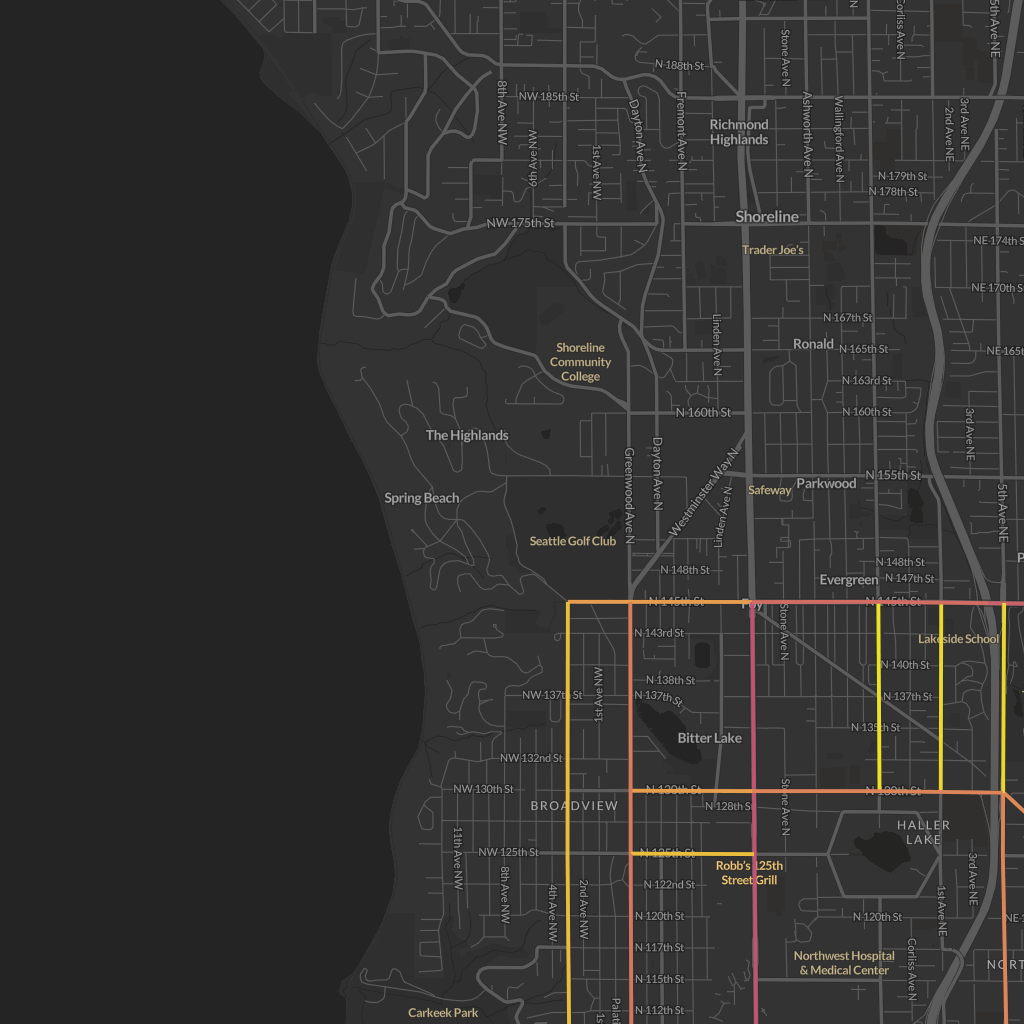 Corliss Ave N
5th Ave NE
N
Stone Ave N
N 188th St
8th Ave NW
NW 185th St
Dayton Ave N
Fremont Ave N
Ashworth Ave N
Wallingford Ave N
2nd Ave NE
3rd Ave NE
Richmond
Highlands
6th Ave NW
1st Ave NW
N 179th St
N 178th St
NW 175th St
Shoreline
Trader Joe's
NE 174th S
NE 170th S
N 167th St
Linden Ave N
Ronald
N 165th St
NE 165t
Shoreline
Community
College
N 163rd St
N 160th St
N 160th St
The Highlands
Greenwood Ave N
Dayton Ave N
3rd Ave NE
Westminster Way N
N 155th St
Spring Beach
Safeway
Parkwood
Linden Ave N
5th Ave NE
Seattle Golf Club
N 148th St
N 148th St
P
Evergreen
N 147th St
N 145th St
Foy
N 145th St
N 143rd St
Stone Ave N
Lakeside School
N 140th St
1st Ave NW
N 138th St
NW 137th St
N 137th St
N 137th St
N 135th St
Bitter Lake
NW 132nd St
NW 130th St
N 130th St
N 130th St
BROADVIEW
N 128th St
Stone Ave N
HALLER
LAKE
11th Ave NW
NW 125th St
N 125th St
Robb's 125th
Street Grill
8th Ave NW
4th Ave NW
2nd Ave NW
N 122nd St
3rd Ave NE
1st Ave NE
N 120th St
N 120th St
NE 1
N 117th St
Corliss Ave N
Northwest Hospital
& Medical Center
NORT
N 115th St
Carkeek Park
N 112th St
1s
Palati